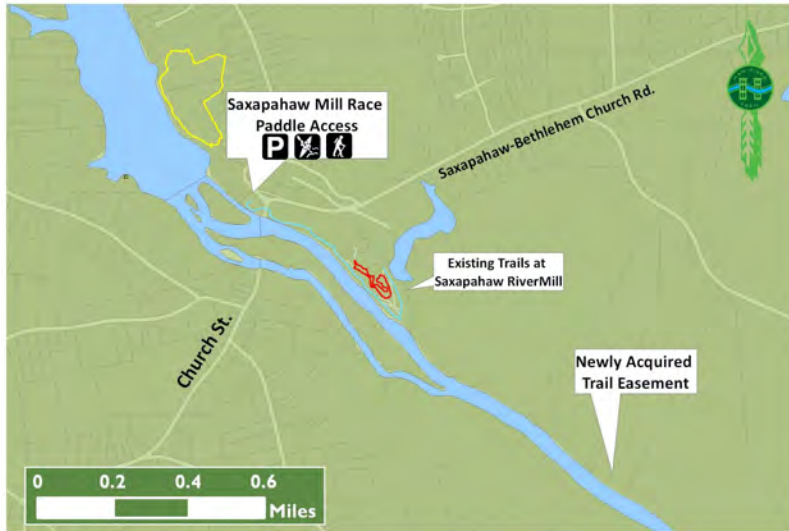 Saxapahaw Mill Race
Paddle Access
P
Saxapahaw-Bethlehem Church Rd.
Existing Trails at
Saxapahaw RiverMill
Church St.
Newly Acquired
Trail Easement
0 0.2 0.4 0.6
Miles